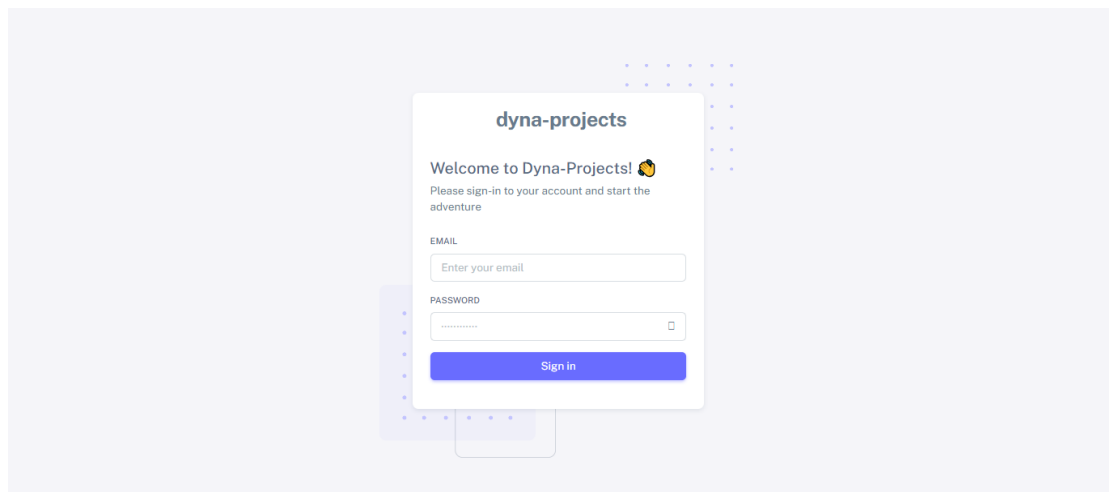 dyna-projects
Welcome to Dyna-Projects! 👏
Please sign-in to your account and start the
adventure
EMAIL
Enter your email
PASSWORD
············
Sign in